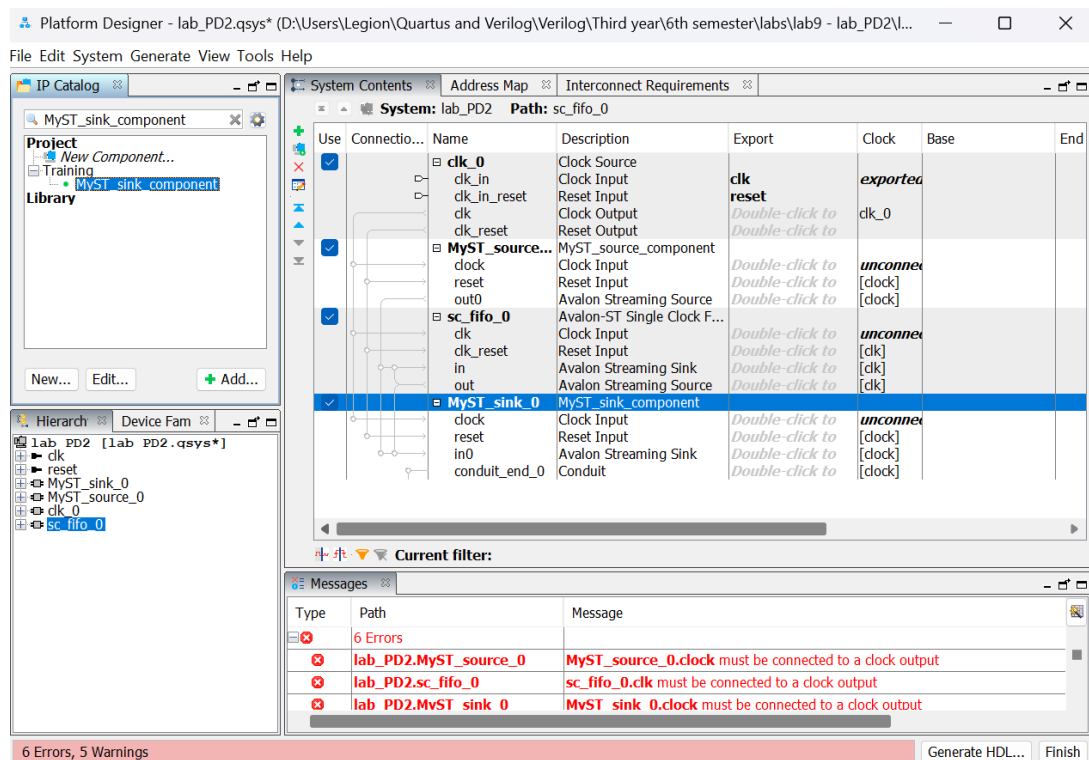 Platform Designer - lab_PD2.qsys* (D:\Users\Legion\Quartus and Verilog\Verilog\Third year\6th semester\labs\lab9 - lab_PD2\l...
File Edit System Generate View Tools Help
IP Catalog
MyST_sink_component
Project
New Component...
Training
MyST_sink_component
Library
New... Edit... Add...
Hierarch Device Fam
lab PD2 [lab PD2.qsys*]
clk
reset
MyST_sink_0
MyST_source_0
clk_0
sc_fifo_0
System Contents Address Map Interconnect Requirements
System: lab_PD2 Path: sc_fifo_0
Use Connectio... Name Description Export Clock Base End
clk_0 Clock Source
clk_in Clock Input clk exported
clk_in_reset Reset Input reset
clk Clock Output Double-click to clk_0
clk_reset Reset Output Double-click to
MyST_source... MyST_source_component
clock Clock Input Double-click to unconne
reset Reset Input Double-click to [clock]
out0 Avalon Streaming Source Double-click to [clock]
sc_fifo_0 Avalon-ST Single Clock F...
clk Clock Input Double-click to unconne
clk_reset Reset Input Double-click to [clk]
in Avalon Streaming Sink Double-click to [clk]
out Avalon Streaming Source Double-click to [clk]
MyST_sink_0 MyST_sink_component
clock Clock Input Double-click to unconne
reset Reset Input Double-click to [clock]
in0 Avalon Streaming Sink Double-click to [clock]
conduit_end_0 Conduit Double-click to [clock]
Current filter:
Messages
Type Path Message
6 Errors
lab_PD2.MyST_source_0 MyST_source_0.clock must be connected to a clock output
lab_PD2.sc_fifo_0 sc_fifo_0.clk must be connected to a clock output
lab_PD2.MyST_sink_0 MyST_sink_0.clock must be connected to a clock output
6 Errors, 5 Warnings
Generate HDL... Finish